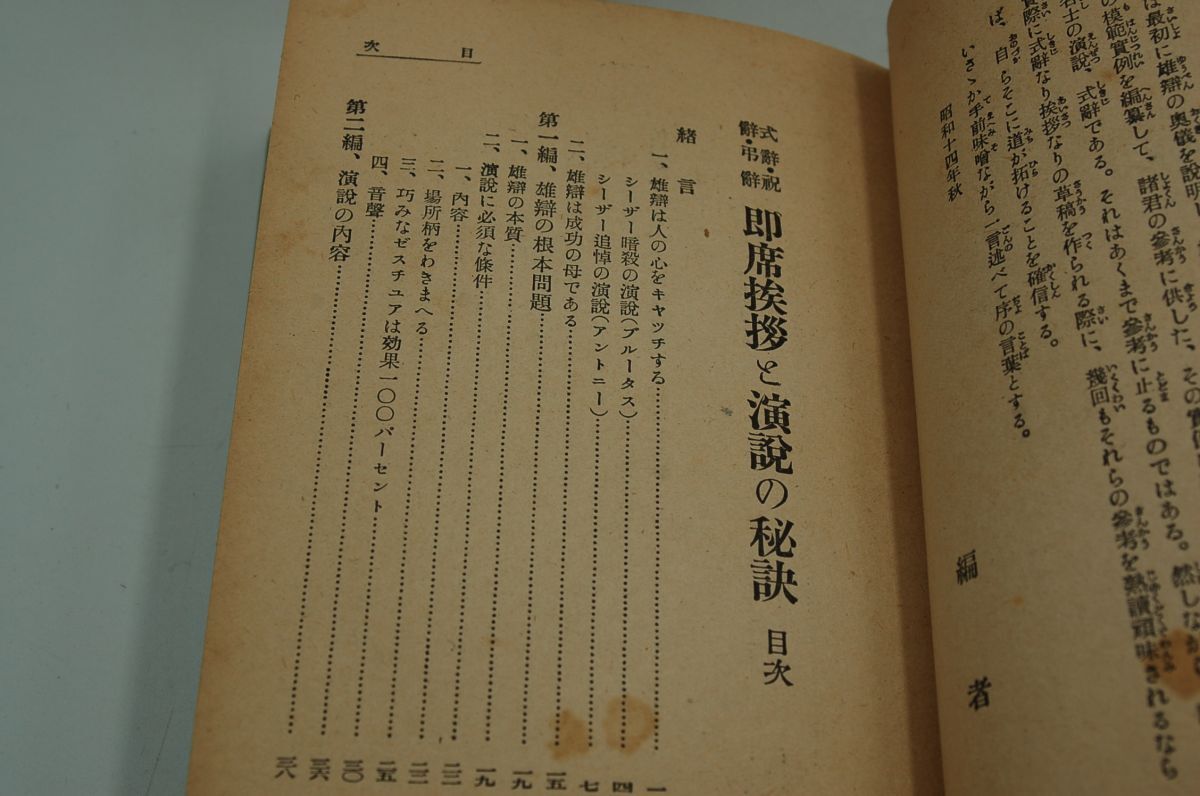 は最初に雄辯の奥儀を說明し
の模範實例を編纂して、諸君の參考に供した、その實
名士の演說、式辭である。それはあくまで參考に止るものではある。然しな
實際に式辭なり挨拶なりの草稿を作られる際に、幾回もそれらの參考を熟讀頑味されるなら
ば、自らそこに道が拓けることを確信する。
いさゝか手前味噌ながら一言述べて序の言葉とする。
昭和十四年秋
編者
目次
式辭・祝辭・弔辭 即席挨拶と演說の秘訣 目次
緖言
一、雄辯は人の心をキャツチする 一
シーザー暗殺の演說(ブルータス) 四
シーザー追悼の演說(アントニー) 七
二、雄辯は成功の母である 一五
第一編、雄辯の根本問題 一九
一、雄辯の本質 一九
二、演說に必須な條件 二二
一、內容 二三
二、場所柄をわきまへる 二五
三、巧みなゼスチュアは効果一〇〇パーセント 三〇
四、音聲 三六
第二編、演說の內容 三八